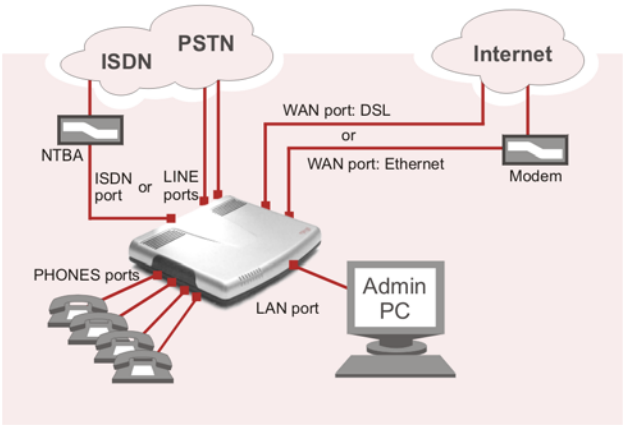 ISDN
PSTN
Internet
WAN port: DSL
or
WAN port: Ethernet
NTBA
Modem
ISDN
port
or
LINE
ports
PHONES ports
LAN port
Admin
PC